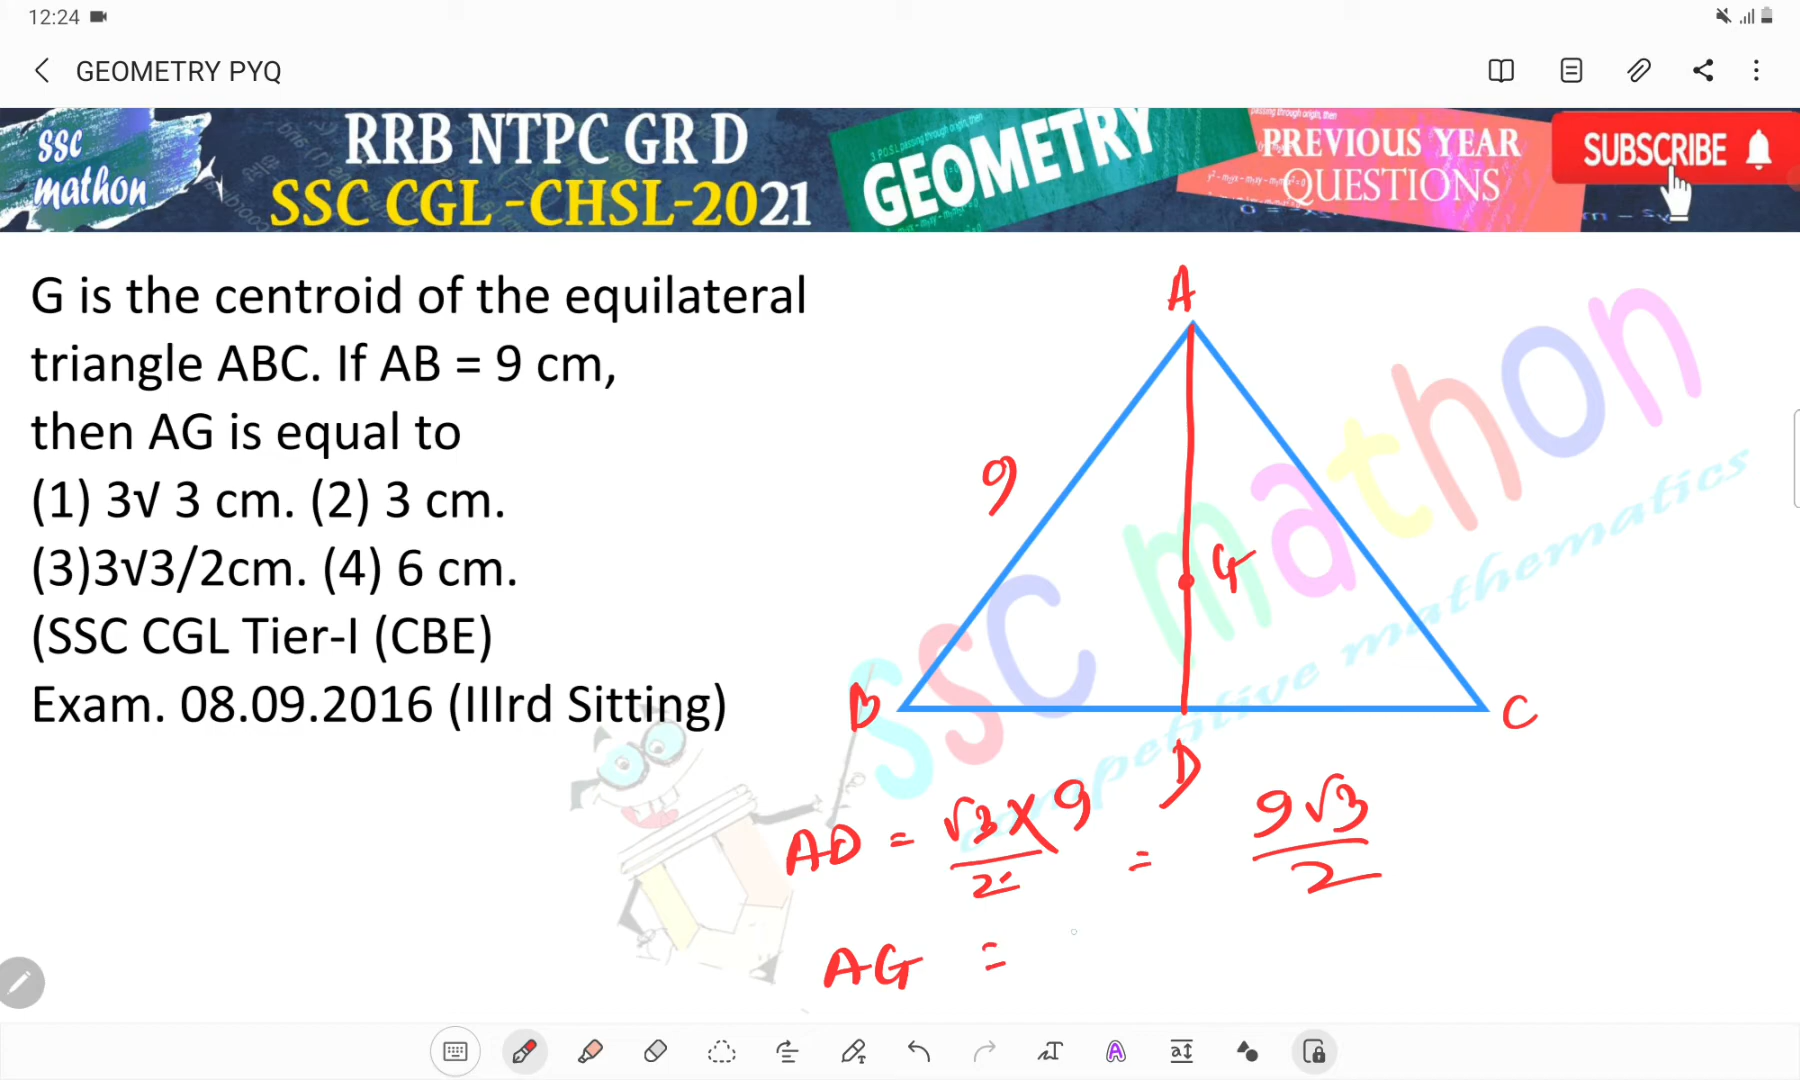 12:24
GEOMETRY PYQ
ssc
mathon
RRB NTPC GR D
SSC CGL -CHSL-2021
GEOMETRY
PREVIOUS YEAR
QUESTIONS
SUBSCRIBE
G is the centroid of the equilateral
triangle ABC. If AB = 9 cm,
then AG is equal to
(1) 3√ 3 cm. (2) 3 cm.
(3)3√3/2cm. (4) 6 cm.
(SSC CGL Tier-I (CBE)
Exam. 08.09.2016 (IIIrd Sitting)
A
9
G
B
C
D
AD = √3/2 × 9 = 9√3/2
AG =
SSC mathon
competitive mathematics